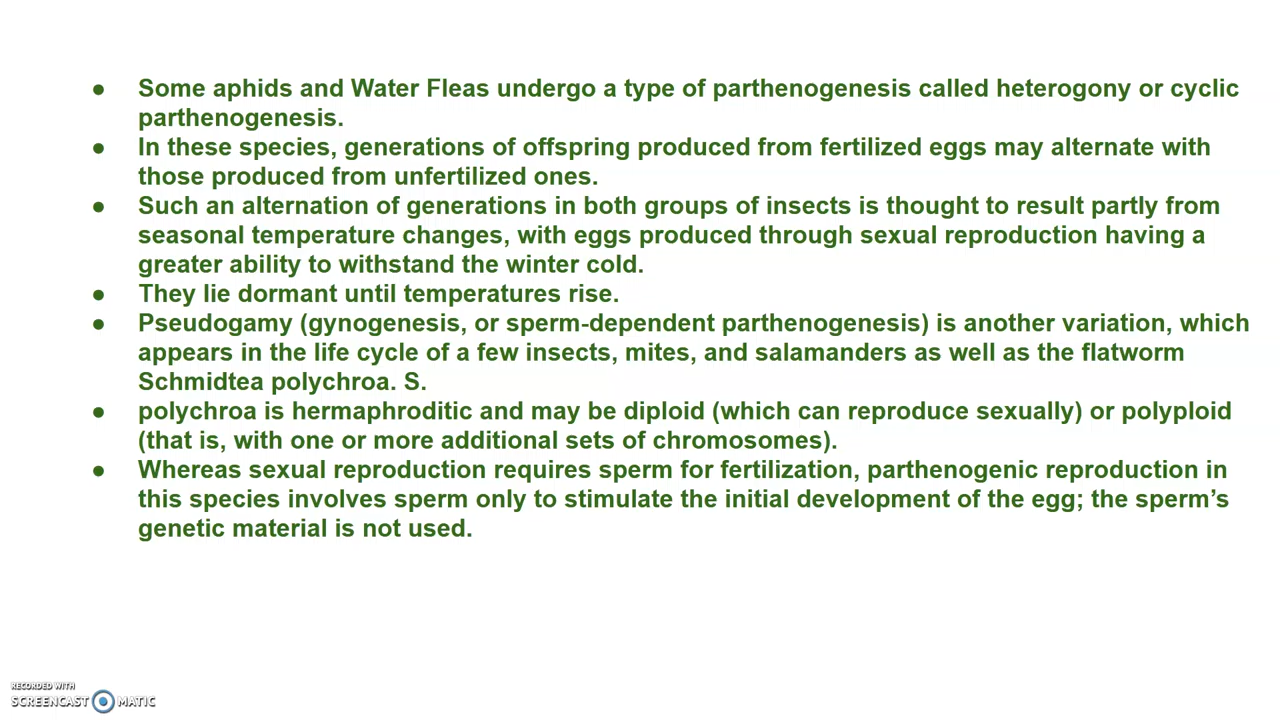 ● Some aphids and Water Fleas undergo a type of parthenogenesis called heterogony or cyclic
parthenogenesis.
● In these species, generations of offspring produced from fertilized eggs may alternate with
those produced from unfertilized ones.
● Such an alternation of generations in both groups of insects is thought to result partly from
seasonal temperature changes, with eggs produced through sexual reproduction having a
greater ability to withstand the winter cold.
● They lie dormant until temperatures rise.
● Pseudogamy (gynogenesis, or sperm-dependent parthenogenesis) is another variation, which
appears in the life cycle of a few insects, mites, and salamanders as well as the flatworm
Schmidtea polychroa. S.
● polychroa is hermaphroditic and may be diploid (which can reproduce sexually) or polyploid
(that is, with one or more additional sets of chromosomes).
● Whereas sexual reproduction requires sperm for fertilization, parthenogenic reproduction in
this species involves sperm only to stimulate the initial development of the egg; the sperm’s
genetic material is not used.
RECORDED WITH
SCREENCAST MATIC